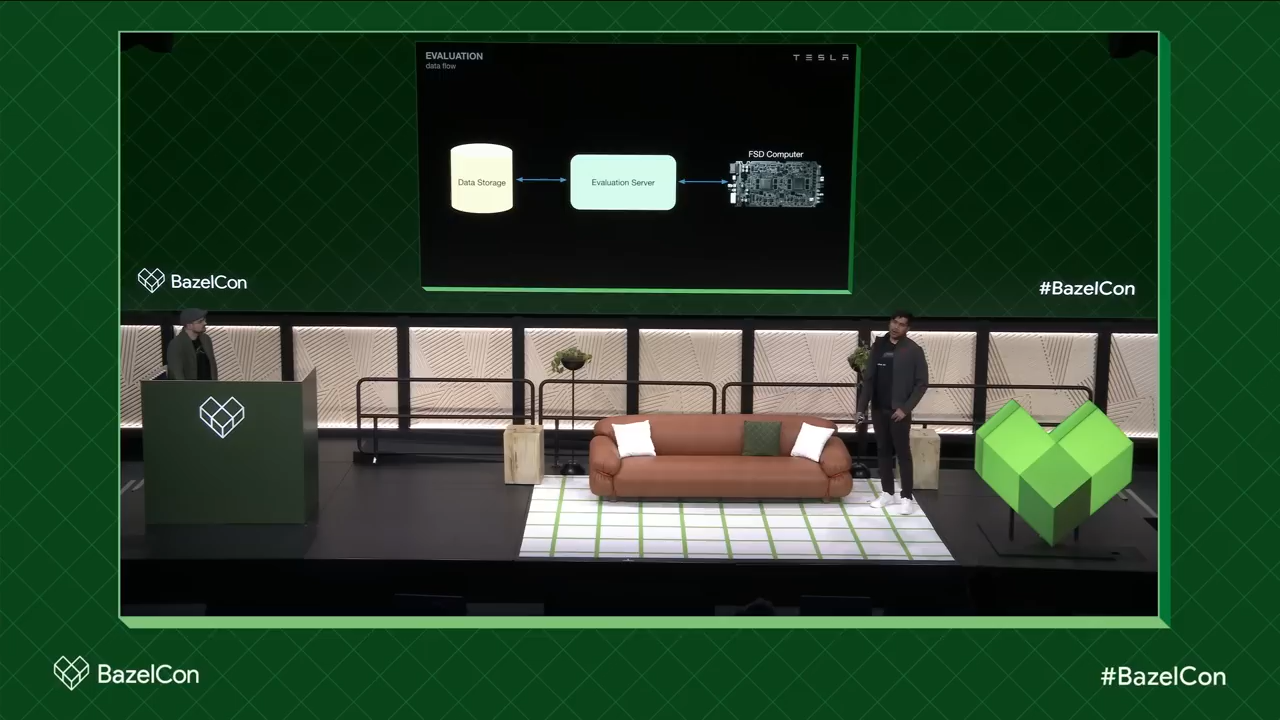 EVALUATION
data flow
TESLA
Data Storage
Evaluation Server
FSD Computer
BazelCon
#BazelCon
BazelCon
#BazelCon